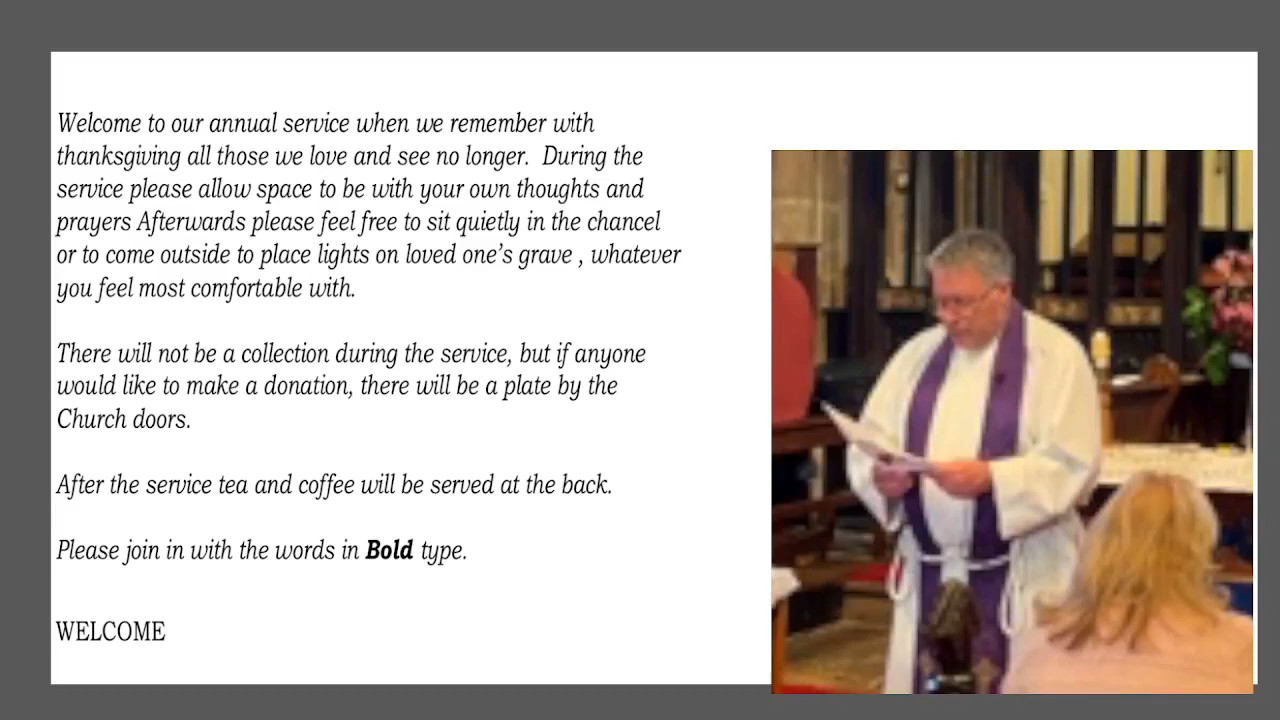 Welcome to our annual service when we remember with
thanksgiving all those we love and see no longer.  During the
service please allow space to be with your own thoughts and
prayers Afterwards please feel free to sit quietly in the chancel
or to come outside to place lights on loved one’s grave , whatever
you feel most comfortable with.
There will not be a collection during the service, but if anyone
would like to make a donation, there will be a plate by the
Church doors.
After the service tea and coffee will be served at the back.
Please join in with the words in Bold type.
WELCOME